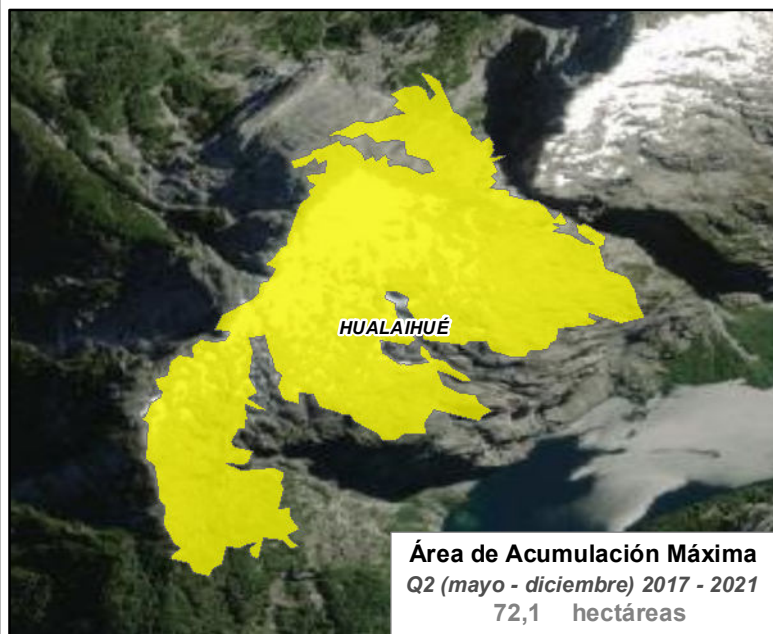 HUALAIHUÉ
Área de Acumulación Máxima
Q2 (mayo - diciembre) 2017 - 2021
72,1 hectáreas